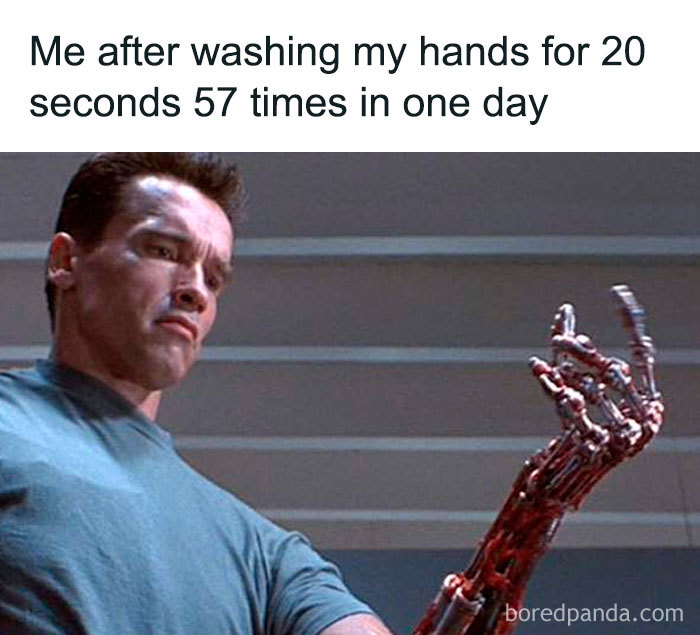 Me after washing my hands for 20
seconds 57 times in one day
boredpanda.com